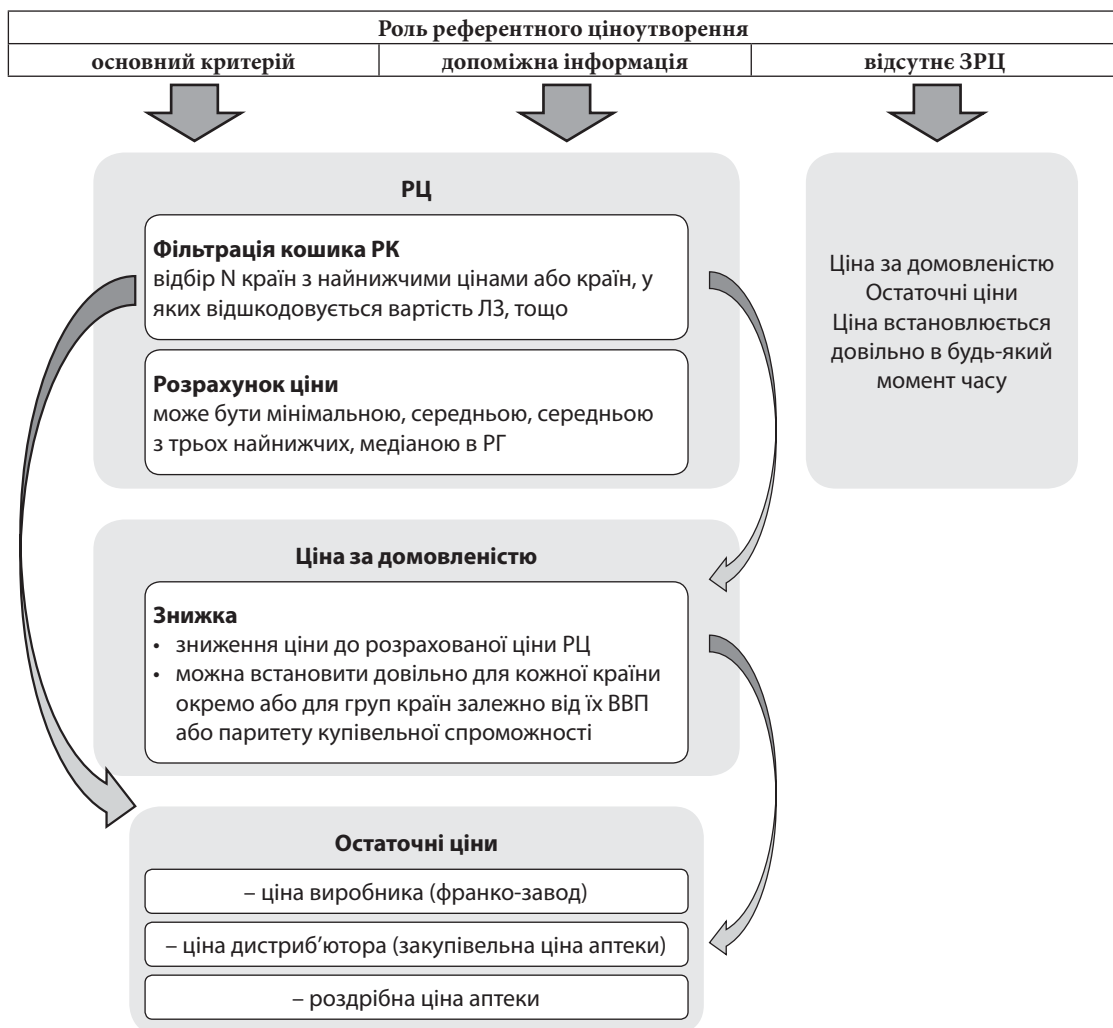 Роль референтного ціноутворення
основний критерій
допоміжна інформація
відсутнє ЗРЦ
РЦ
Фільтрація кошика РК
відбір N країн з найнижчими цінами або країн, у
яких відшкодовується вартість ЛЗ, тощо
Розрахунок ціни
може бути мінімальною, середньою, середньою
з трьох найнижчих, медіаною в РГ
Ціна за домовленістю
Остаточні ціни
Ціна встановлюється
довільно в будь-який
момент часу
Ціна за домовленістю
Знижка
• зниження ціни до розрахованої ціни РЦ
• можна встановити довільно для кожної країни
окремо або для груп країн залежно від їх ВВП
або паритету купівельної спроможності
Остаточні ціни
– ціна виробника (франко-завод)
– ціна дистриб’ютора (закупівельна ціна аптеки)
– роздрібна ціна аптеки